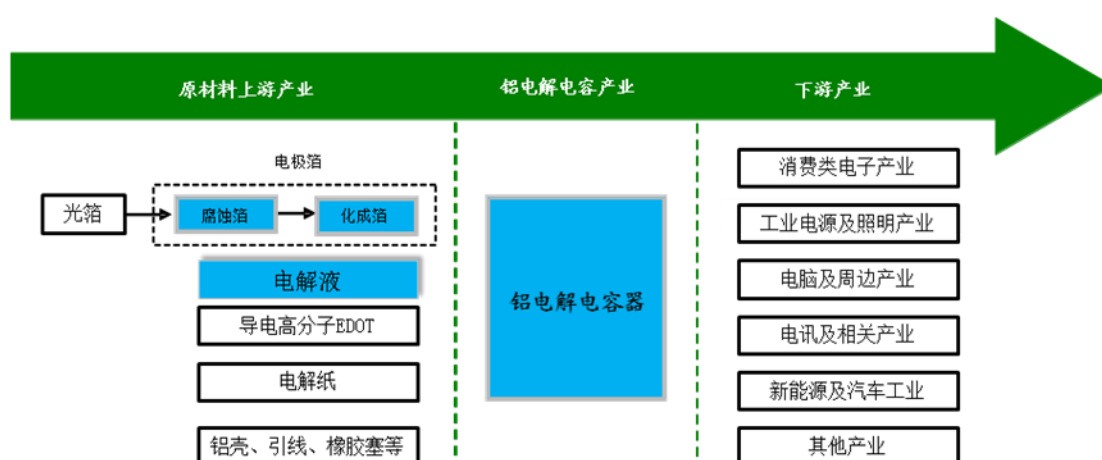 原材料上游产业
铝电解电容产业
下游产业
电极箔
光箔
腐蚀箔
化成箔
电解液
导电高分子EDOT
电解纸
铝壳、引线、橡胶塞等
铝电解电容器
消费类电子产业
工业电源及照明产业
电脑及周边产业
电讯及相关产业
新能源及汽车工业
其他产业